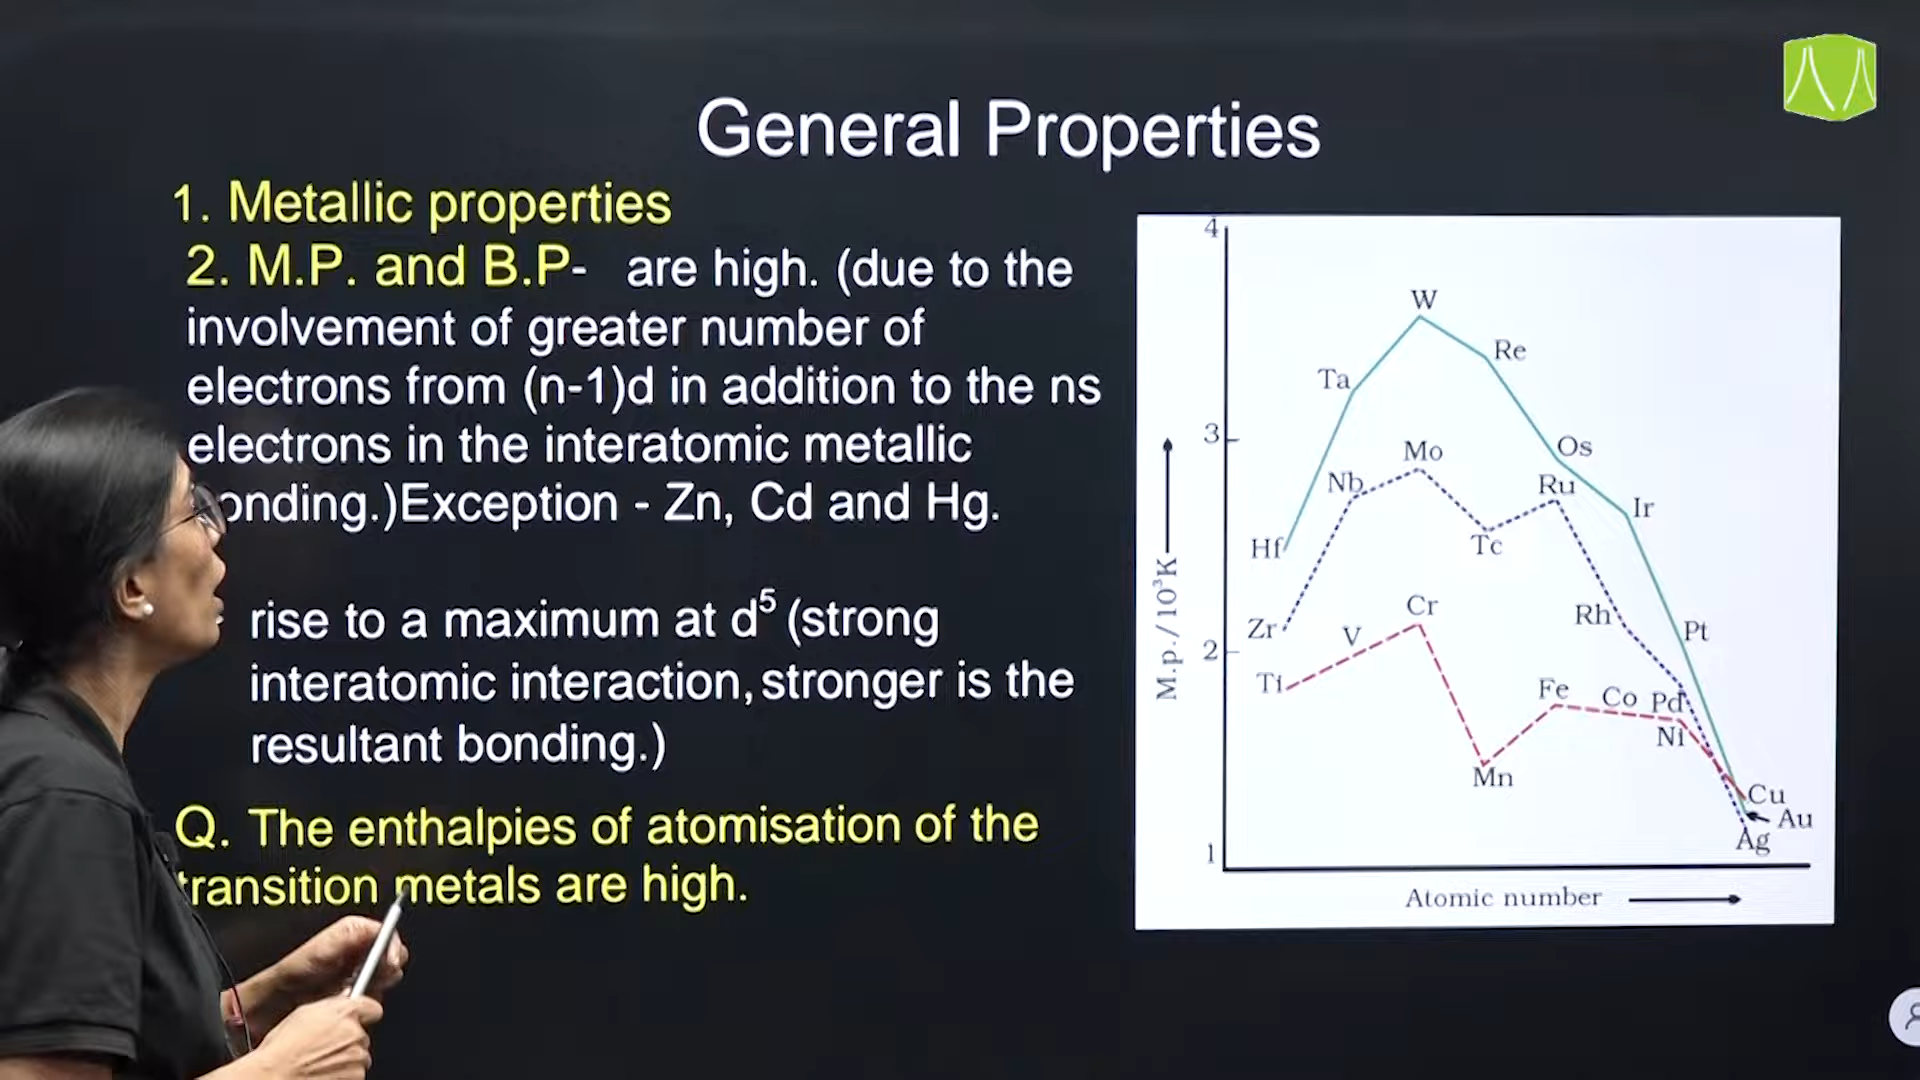 General Properties
1. Metallic properties
2. M.P. and B.P- are high. (due to the
involvement of greater number of
electrons from (n-1)d in addition to the ns
electrons in the interatomic metallic
bonding.)Exception - Zn, Cd and Hg.
rise to a maximum at d⁵ (strong
interatomic interaction, stronger is the
resultant bonding.)
Q. The enthalpies of atomisation of the
transition metals are high.
4
W
Re
Ta
3
Os
Mo
Nb
Ru
Ir
Hf
Tc
Cr
Rh
Zr
V
Pt
2
Ti
Fe
Co
Pd
Ni
Mn
Cu
Au
Ag
1
M.p./10³K
Atomic number